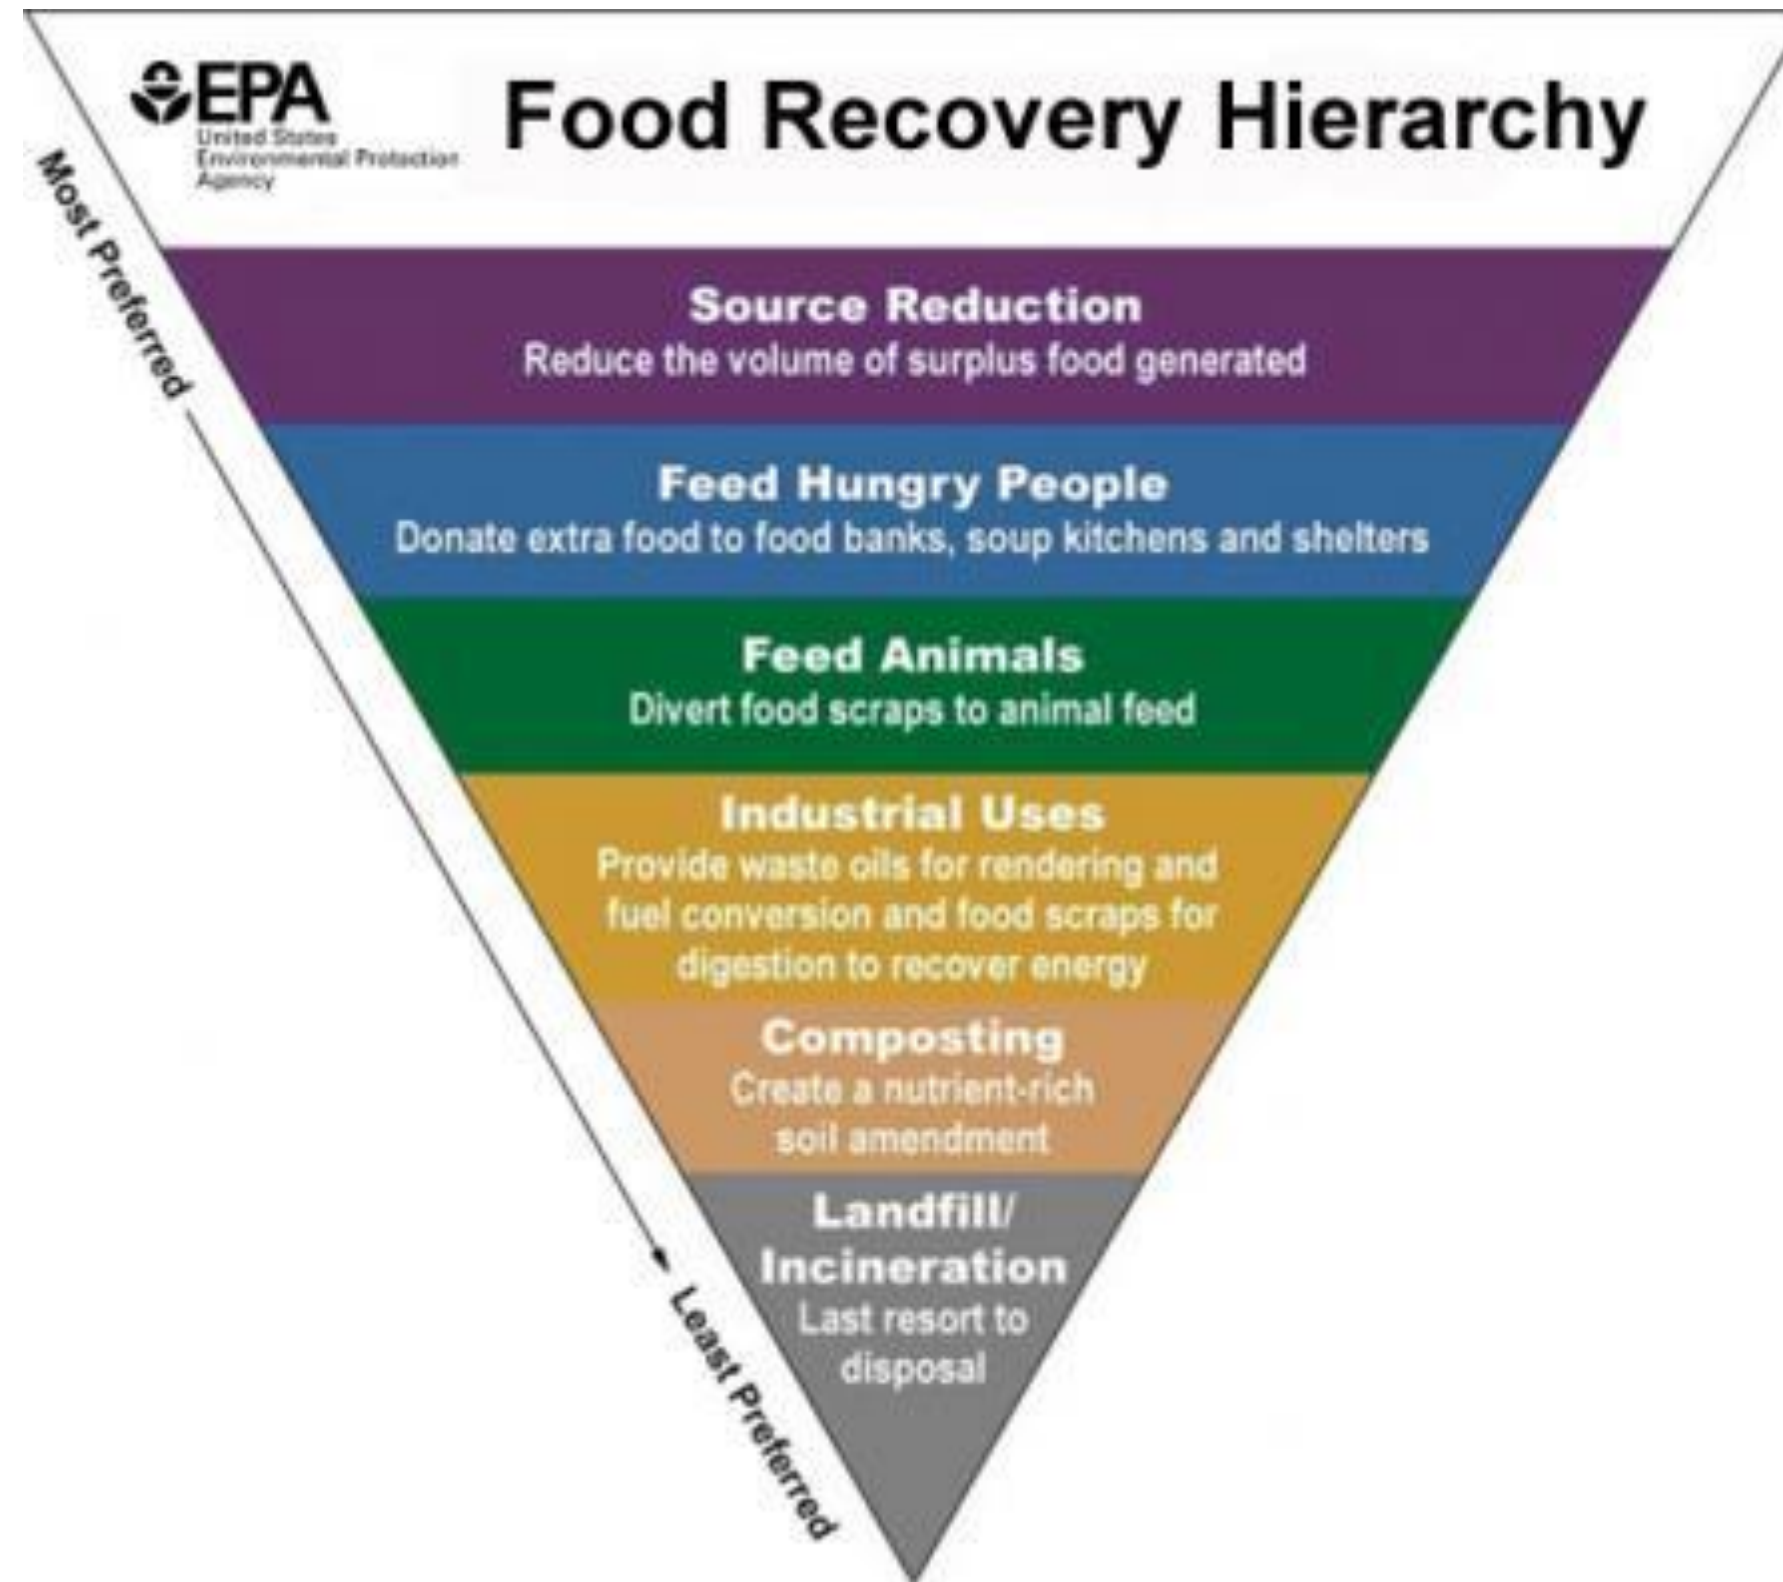 EPA
United States
Environmental Protection
Agency
Food Recovery Hierarchy
Most Preferred
Source Reduction
Reduce the volume of surplus food generated
Feed Hungry People
Donate extra food to food banks, soup kitchens and shelters
Feed Animals
Divert food scraps to animal feed
Industrial Uses
Provide waste oils for rendering and
fuel conversion and food scraps for
digestion to recover energy
Composting
Create a nutrient-rich
soil amendment
Landfill/
Incineration
Last resort to
disposal
Least Preferred